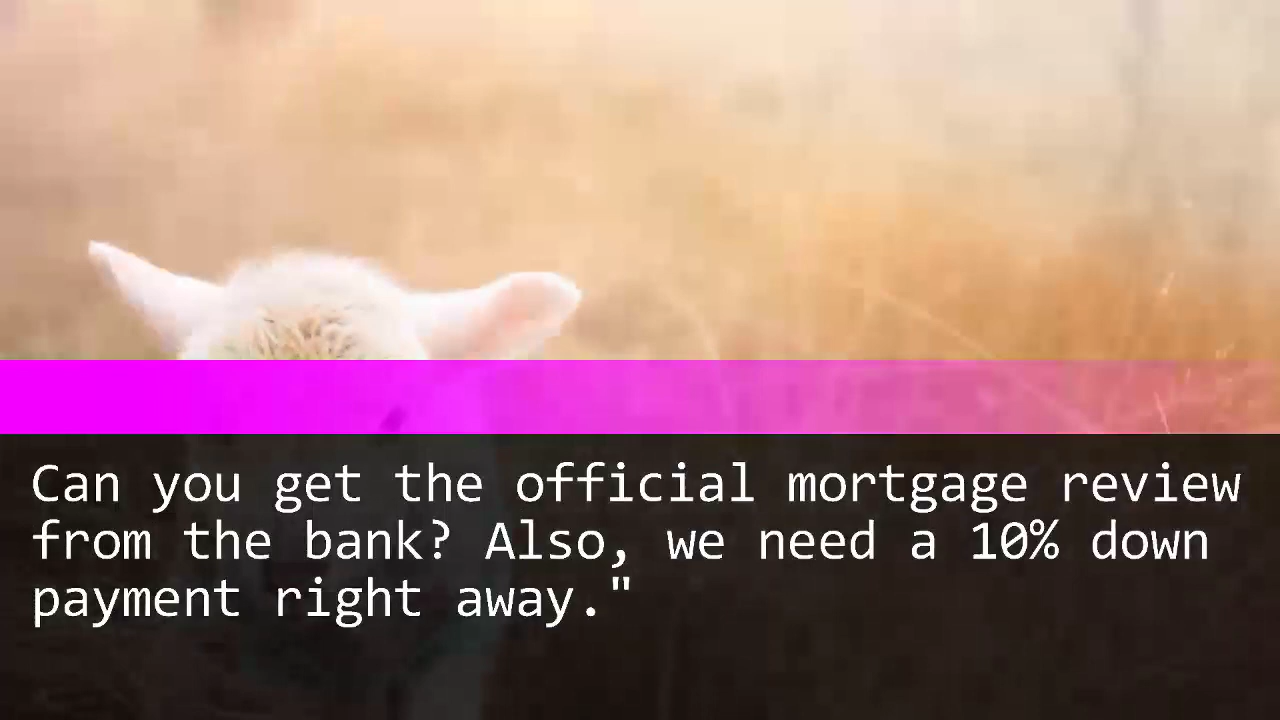 Can you get the official mortgage review
from the bank? Also, we need a 10% down
payment right away."